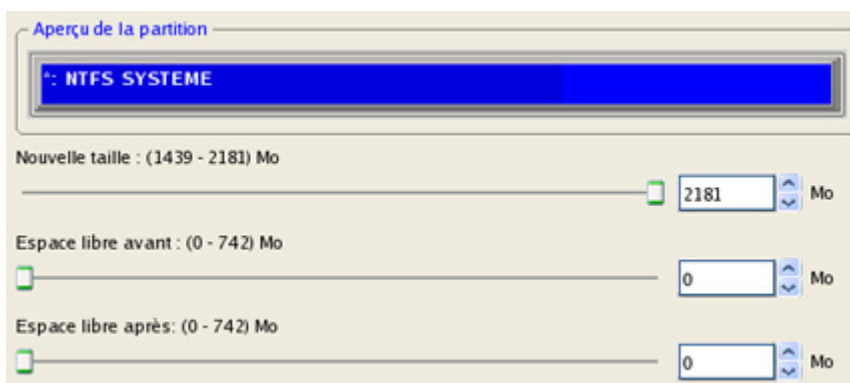 Aperçu de la partition
*: NTFS SYSTEME
Nouvelle taille : (1439 - 2181) Mo
2181 Mo
Espace libre avant : (0 - 742) Mo
0 Mo
Espace libre après: (0 - 742) Mo
0 Mo